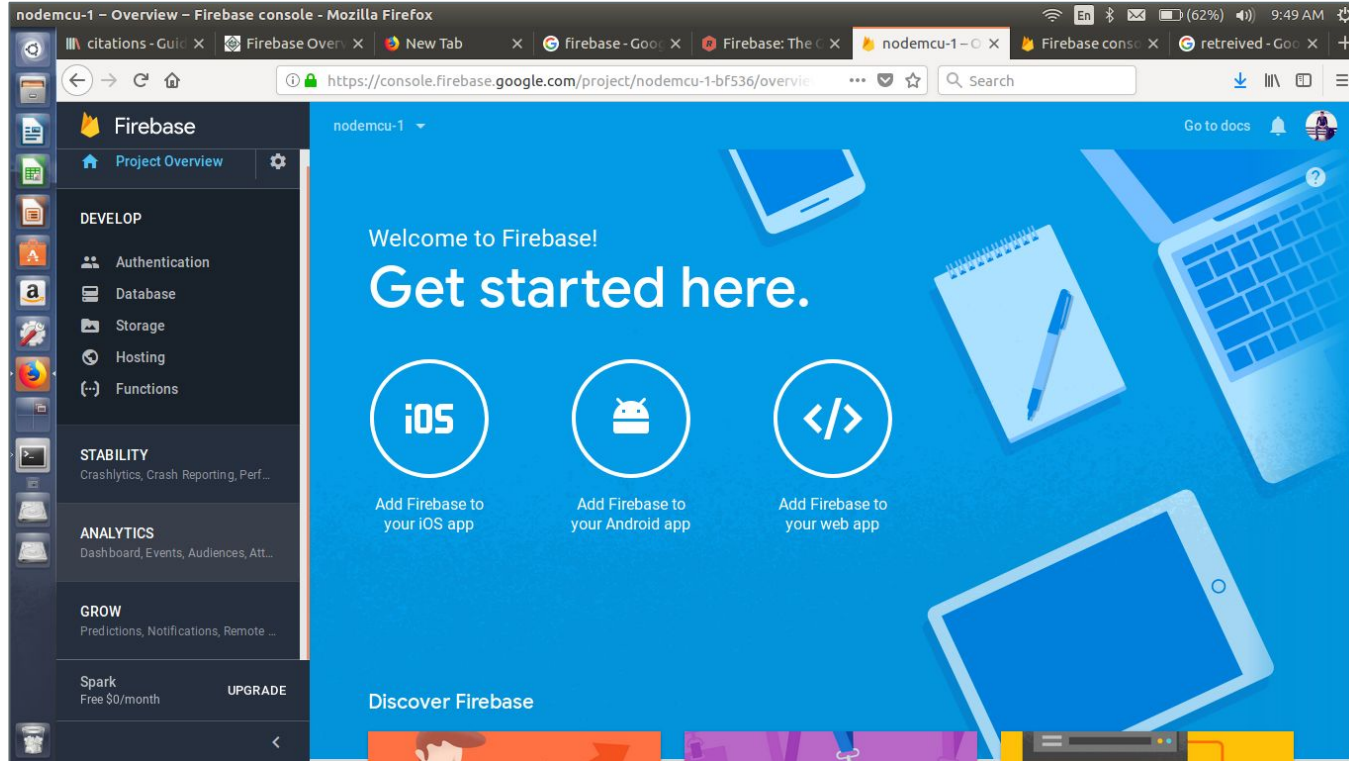 nodemcu-1 – Overview – Firebase console - Mozilla Firefox
En
(62%)
9:49 AM
citations - Guid
Firebase Overv
New Tab
firebase - Goog
Firebase: The
nodemcu-1 – O
Firebase conso
retreived - Goo
https://console.firebase.google.com/project/nodemcu-1-bf536/overvie
Search
Firebase
nodemcu-1
Go to docs
Project Overview
?
DEVELOP
Authentication
Database
Storage
Hosting
Functions
STABILITY
Crashlytics, Crash Reporting, Perf...
ANALYTICS
Dashboard, Events, Audiences, Att...
GROW
Predictions, Notifications, Remote ...
Spark
Free $0/month
UPGRADE
Welcome to Firebase!
Get started here.
iOS
</>
Add Firebase to
your iOS app
Add Firebase to
your Android app
Add Firebase to
your web app
Discover Firebase